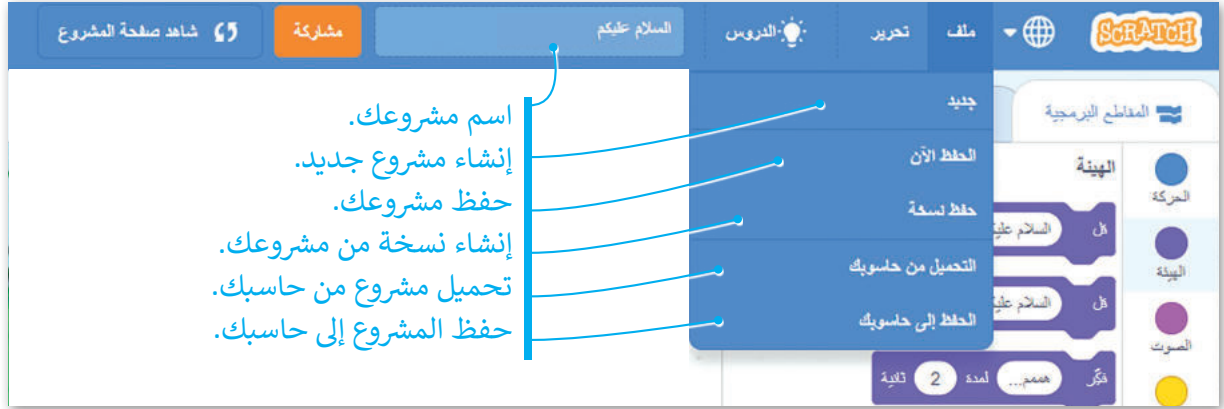 SCRATCH
ملف
تحرير
الدروس
السلام عليكم
مشاركة
شاهد صفحة المشروع
جديد
الحفظ الآن
حفظ نسخة
التحميل من حاسوبك
الحفظ إلى حاسوبك
اسم مشروعك.
إنشاء مشروع جديد.
حفظ مشروعك.
إنشاء نسخة من مشروعك.
تحميل مشروع من حاسبك.
حفظ المشروع إلى حاسبك.
المقاطع البرمجية
الحركة
الهيئة
الصوت
الهيئة
قل السلام
قل السلام
فكّر هممم... لمدة 2 ثانية